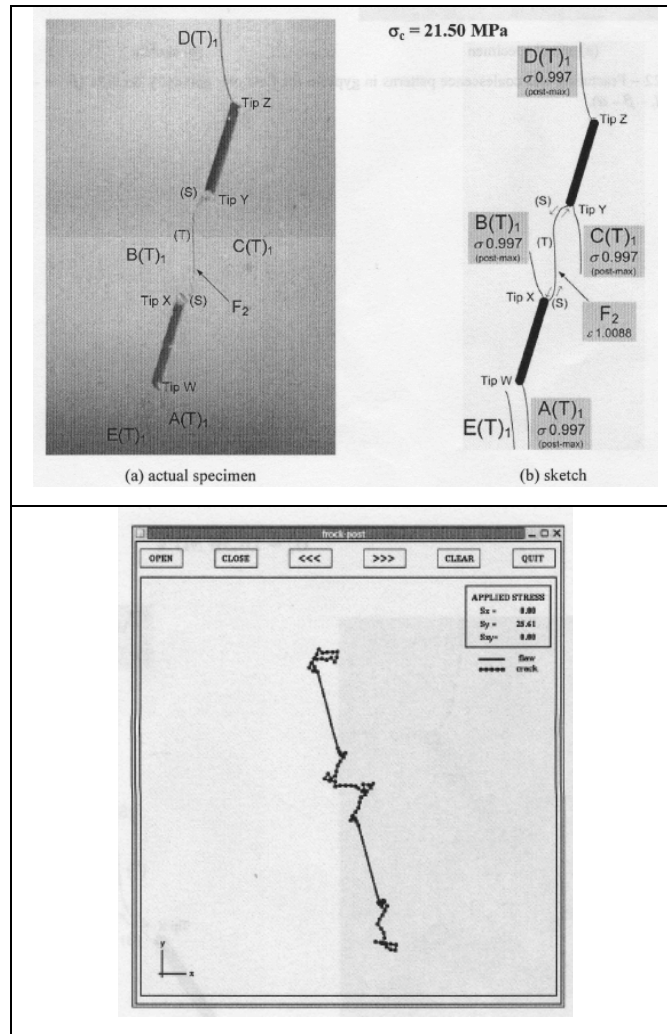 σc = 21.50 MPa
D(T)1
Tip Z
(S)
Tip Y
(T)
B(T)1
C(T)1
Tip X
(S)
F2
Tip W
A(T)1
E(T)1
(a) actual specimen
D(T)1
σ 0.997
(post-max)
Tip Z
(S)
Tip Y
B(T)1
σ 0.997
(post-max)
(T)
C(T)1
σ 0.997
(post-max)
Tip X
(S)
F2
ε 1.0088
Tip W
A(T)1
σ 0.997
(post-max)
E(T)1
(b) sketch
frock-post
OPEN CLOSE <<< >>> CLEAR QUIT
APPLIED STRESS
Sx = 0.00
Sy = 25.61
Sxy= 0.00
flaw
crack
y
x